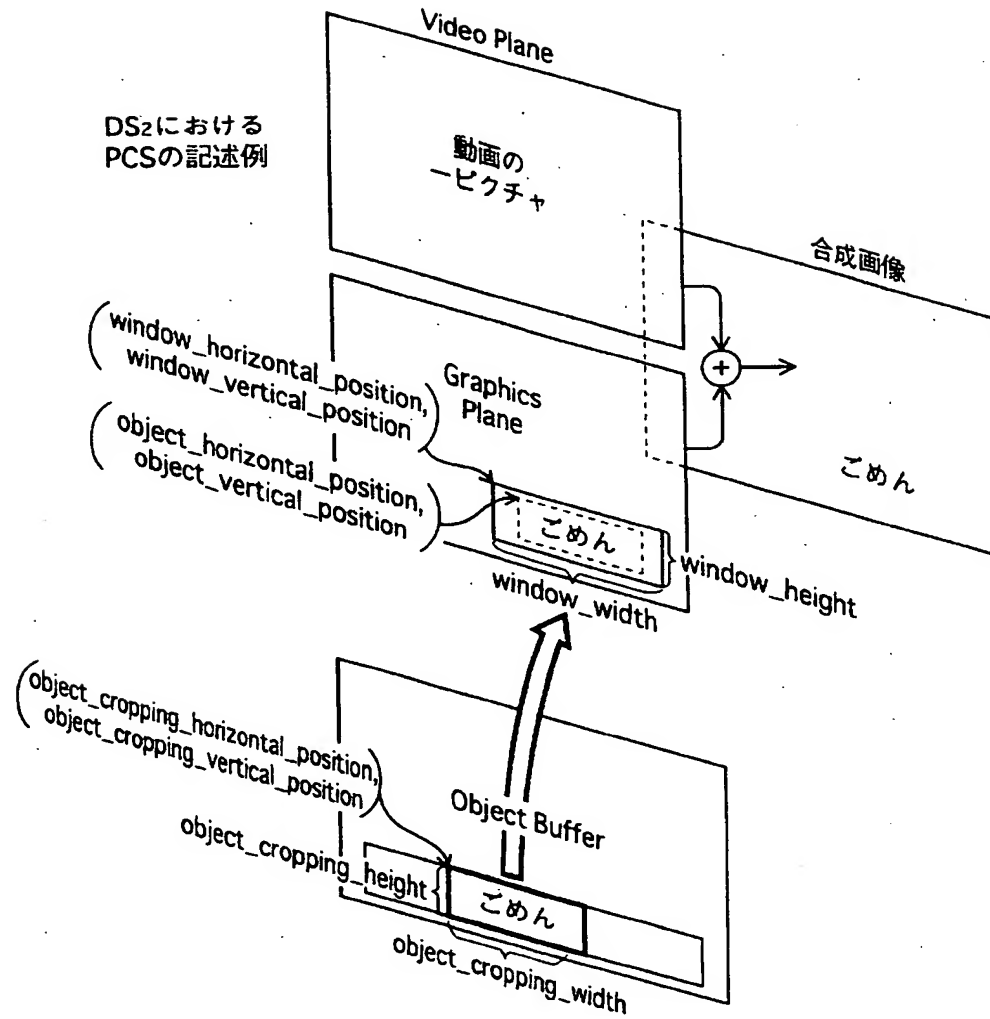 Video Plane
DS2における
PCSの記述例
動画の
一ピクチャ
合成画像
(window_horizontal_position,
window_vertical_position)
Graphics
Plane
(object_horizontal_position,
object_vertical_position)
+
ごめん
ごめん
window_height
window_width
(object_cropping_horizontal_position,
object_cropping_vertical_position)
Object Buffer
object_cropping_height
ごめん
object_cropping_width